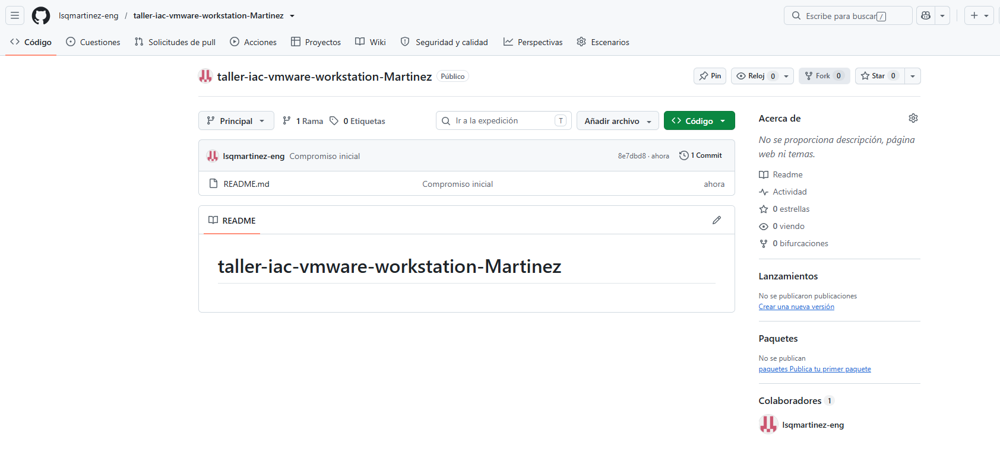 lsqmartinez-eng / taller-iac-vmware-workstation-Martinez
Escribe para buscar /
Código Cuestiones Solicitudes de pull Acciones Proyectos Wiki Seguridad y calidad Perspectivas Escenarios
taller-iac-vmware-workstation-Martinez Público
Pin Reloj 0 Fork 0 Star 0
Principal 1 Rama 0 Etiquetas Ir a la expedición T Añadir archivo Código
lsqmartinez-eng Compromiso inicial 8e7dbd8 · ahora 1 Commit
README.md Compromiso inicial ahora
README
taller-iac-vmware-workstation-Martinez
Acerca de
No se proporciona descripción, página
web ni temas.
Readme
Actividad
0 estrellas
0 viendo
0 bifurcaciones
Lanzamientos
No se publicaron publicaciones
Crear una nueva versión
Paquetes
No se publican
paquetes Publica tu primer paquete
Colaboradores 1
lsqmartinez-eng